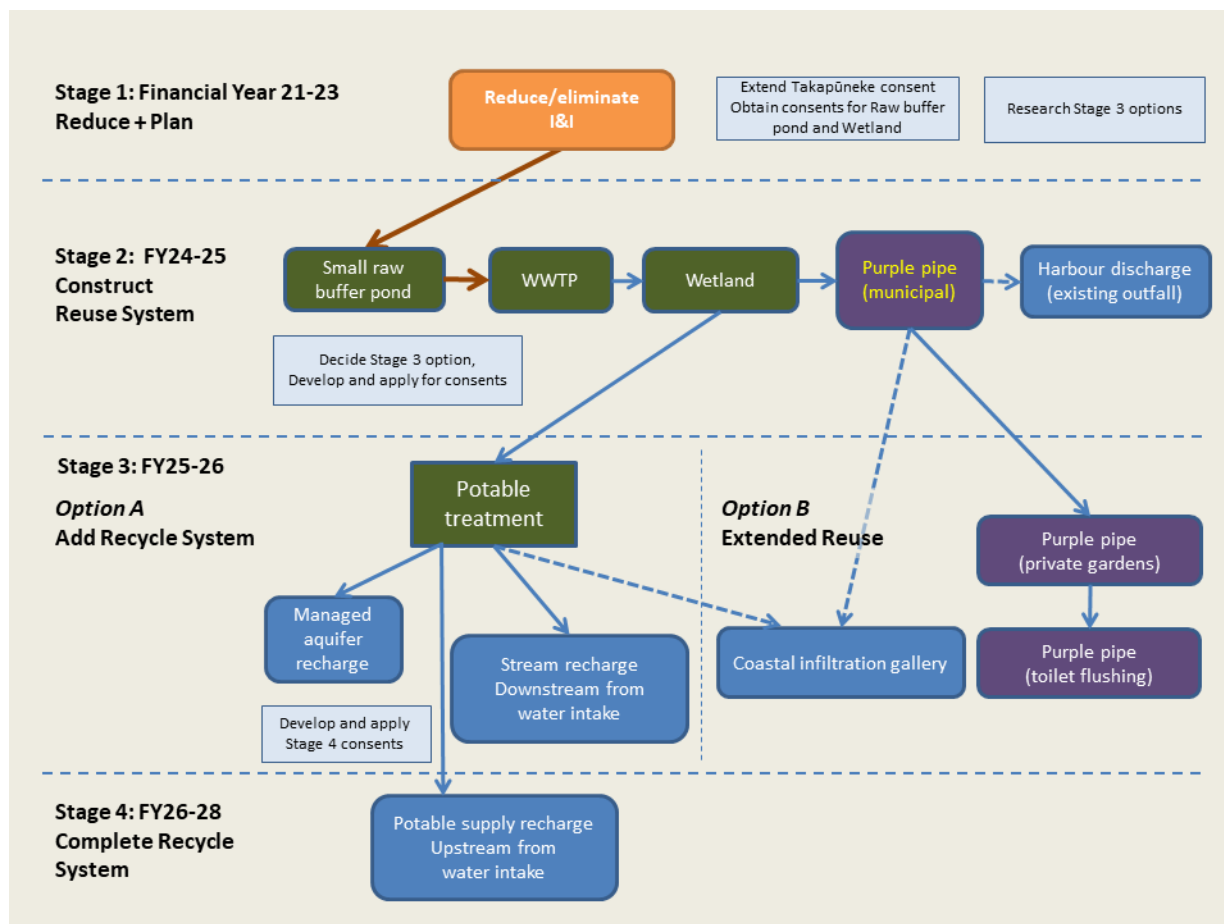 Stage 1: Financial Year 21-23
Reduce + Plan
Reduce/eliminate
I&I
Extend Takapūneke consent
Obtain consents for Raw buffer
pond and Wetland
Research Stage 3 options
Stage 2:  FY24-25
Construct
Reuse System
Small raw
buffer pond
WWTP
Wetland
Purple pipe
(municipal)
Harbour discharge
(existing outfall)
Decide Stage 3 option,
Develop and apply for consents
Stage 3: FY25-26
Option A
Add Recycle System
Potable
treatment
Option B
Extended Reuse
Purple pipe
(private gardens)
Managed
aquifer
recharge
Stream recharge
Downstream from
water intake
Coastal infiltration gallery
Purple pipe
(toilet flushing)
Develop and apply
Stage 4 consents
Stage 4: FY26-28
Complete Recycle
System
Potable supply recharge
Upstream from
water intake